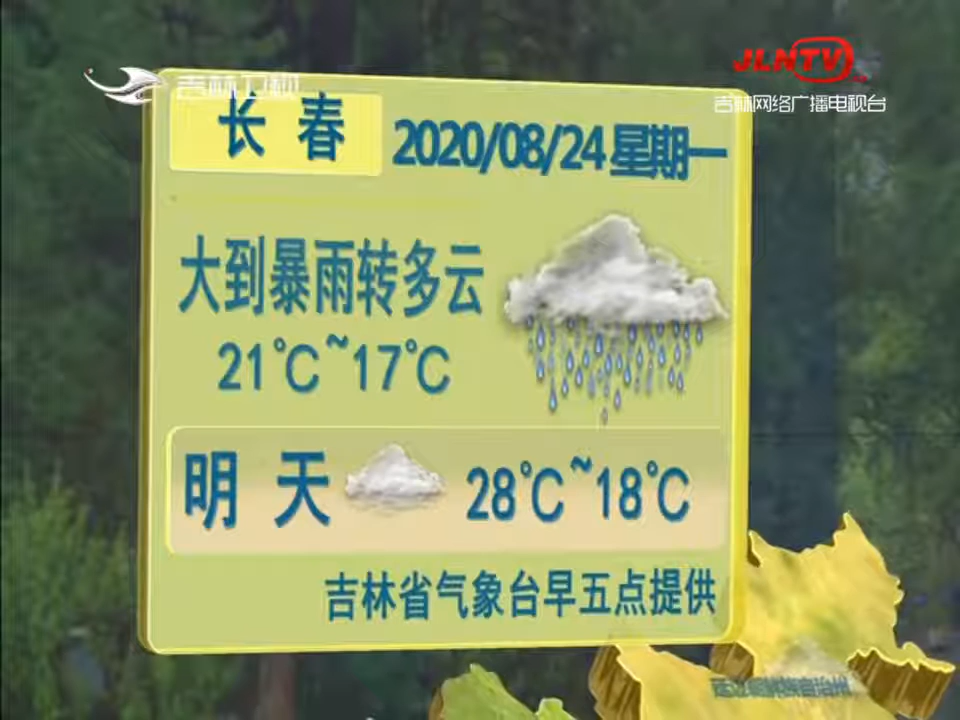 吉林卫视
JLNTV
吉林网络广播电视台
长春 2020/08/24 星期一
大到暴雨转多云
21℃~17℃
明天 28℃~18℃
吉林省气象台早五点提供